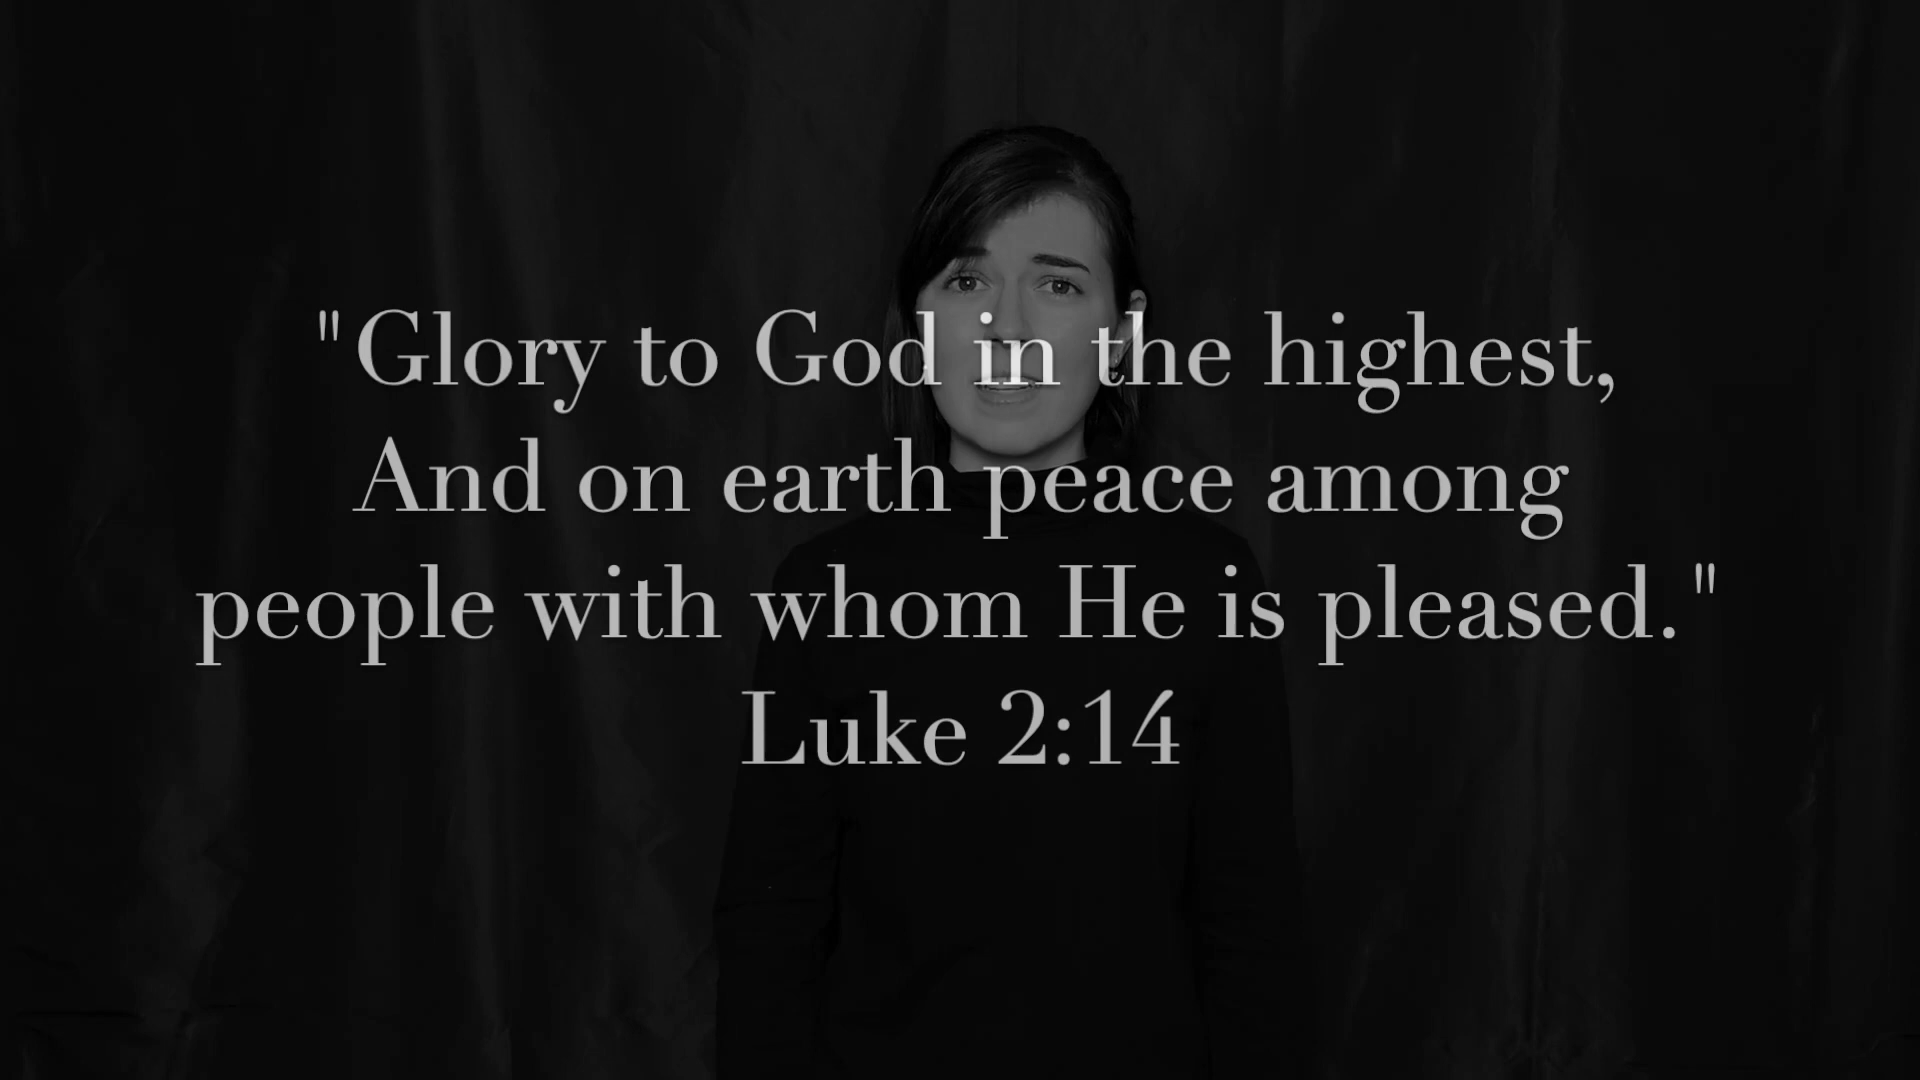 "Glory to God in the highest,
And on earth peace among
people with whom He is pleased."
Luke 2:14